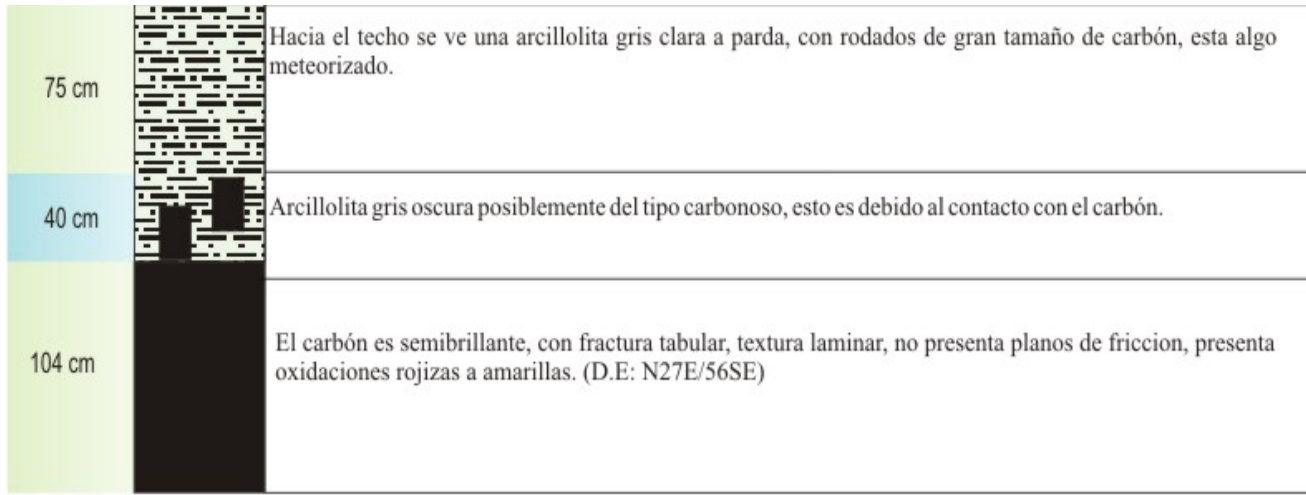 75 cm
Hacia el techo se ve una arcillolita gris clara a parda, con rodados de gran tamaño de carbón, esta algo
meteorizado.
40 cm
Arcillolita gris oscura posiblemente del tipo carbonoso, esto es debido al contacto con el carbón.
104 cm
El carbón es semibrillante, con fractura tabular, textura laminar, no presenta planos de friccion, presenta
oxidaciones rojizas a amarillas. (D.E: N27E/56SE)